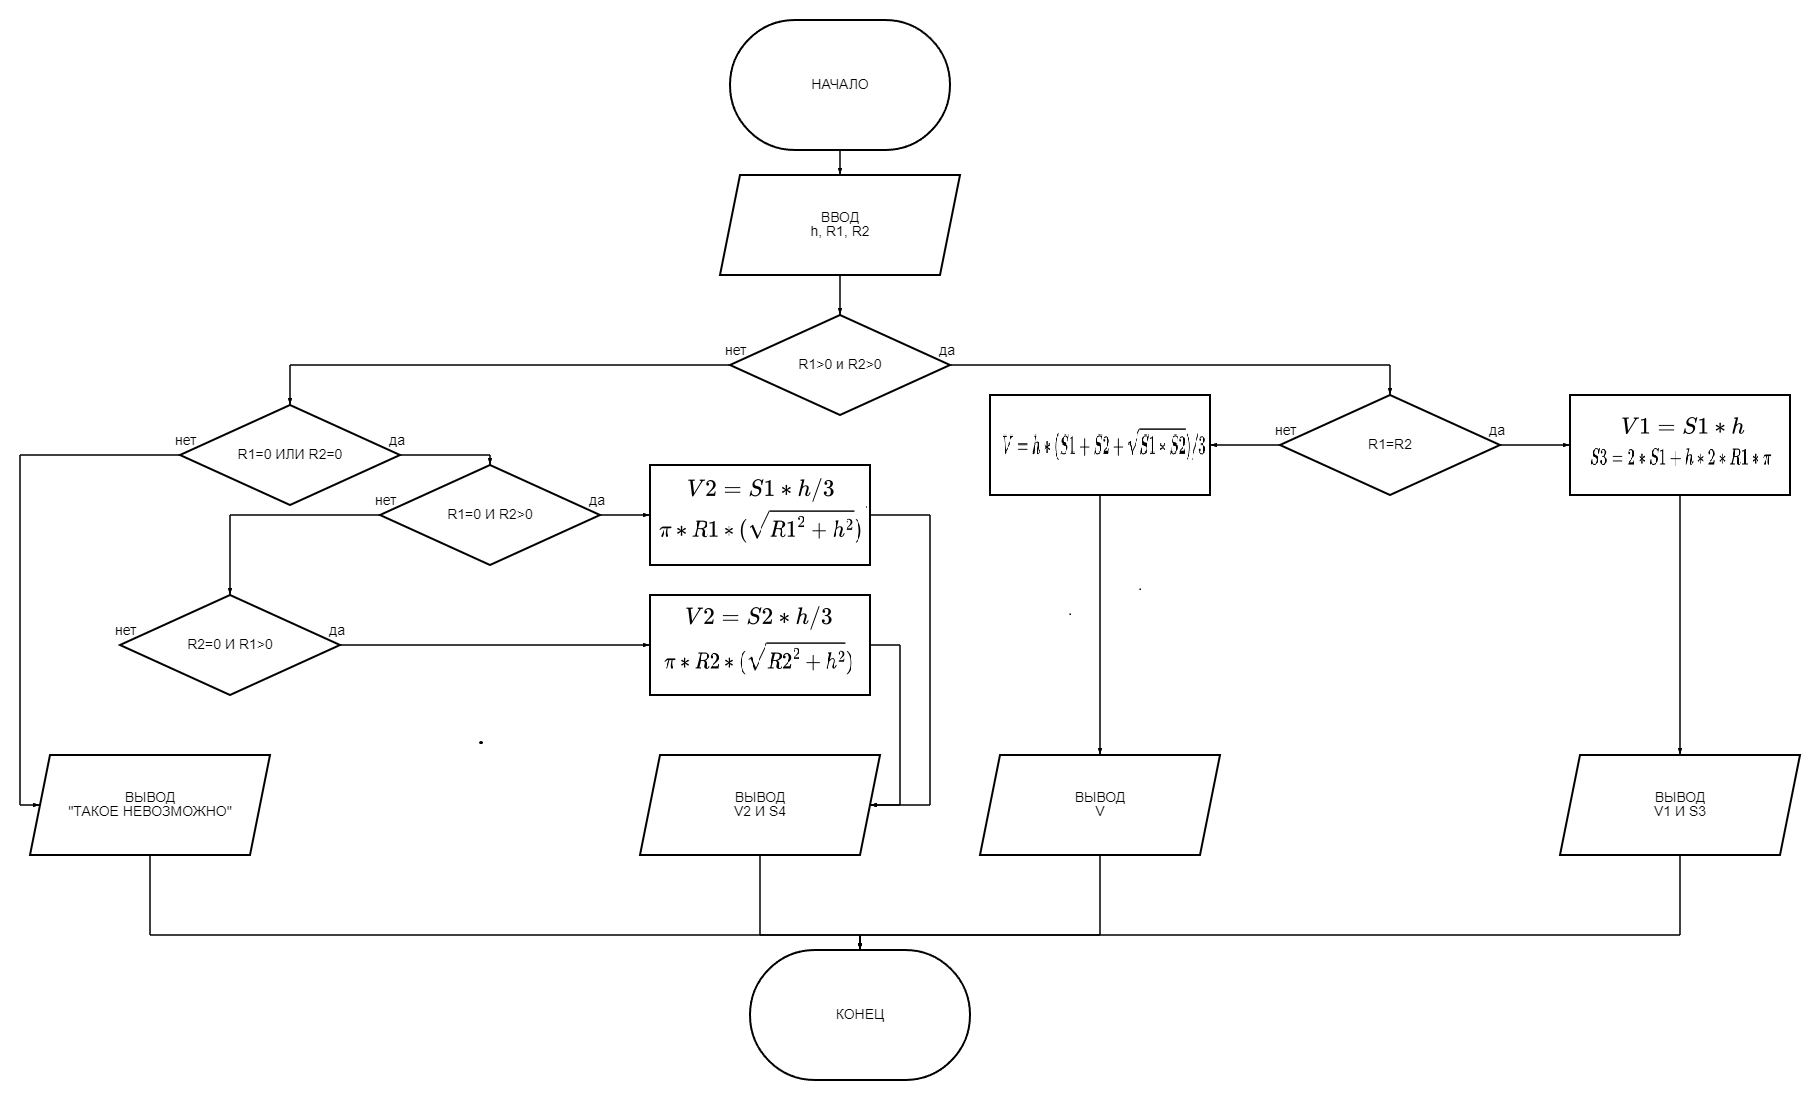 НАЧАЛО
ВВОД
h, R1, R2
R1>0 и R2>0
нет
да
R1=0 ИЛИ R2=0
нет
да
R1=0 И R2>0
нет
да
V2 = S1 * h/3
π * R1 * (√R1² + h²)
R2=0 И R1>0
нет
да
V2 = S2 * h/3
π * R2 * (√R2² + h²)
R1=R2
нет
да
V = h * (S1 + S2 + √S1 * S2)/3
V1 = S1 * h
S3 = 2 * S1 + h * 2 * R1 * π
ВЫВОД
"ТАКОЕ НЕВОЗМОЖНО"
ВЫВОД
V2 И S4
ВЫВОД
V
ВЫВОД
V1 И S3
КОНЕЦ